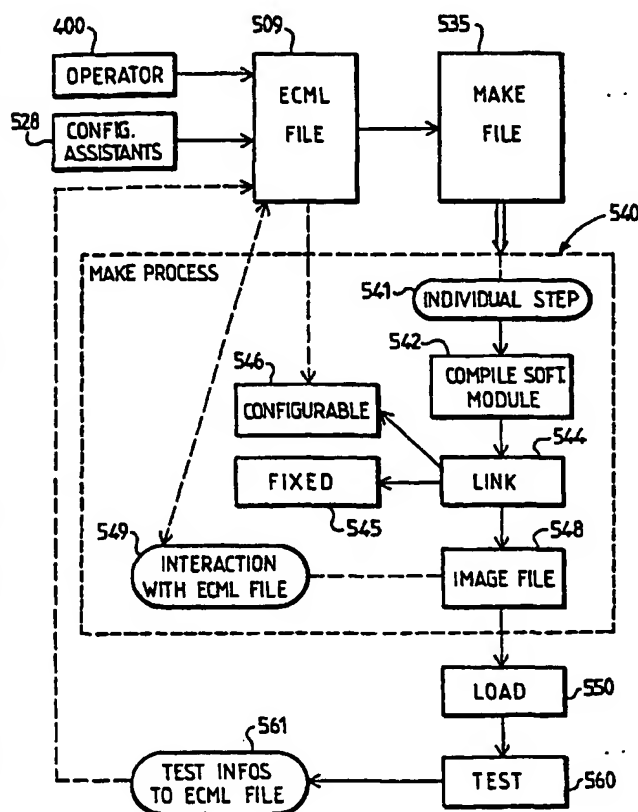 400
509
535
OPERATOR
ECML
FILE
MAKE
FILE
528
CONFIG.
ASSISTANTS
540
MAKE PROCESS
541
INDIVIDUAL STEP
542
COMPILE SOFT.
MODULE
546
CONFIGURABLE
544
LINK
FIXED
545
549
INTERACTION
WITH ECML FILE
548
IMAGE FILE
LOAD
550
561
TEST INFOS
TO ECML FILE
TEST
560